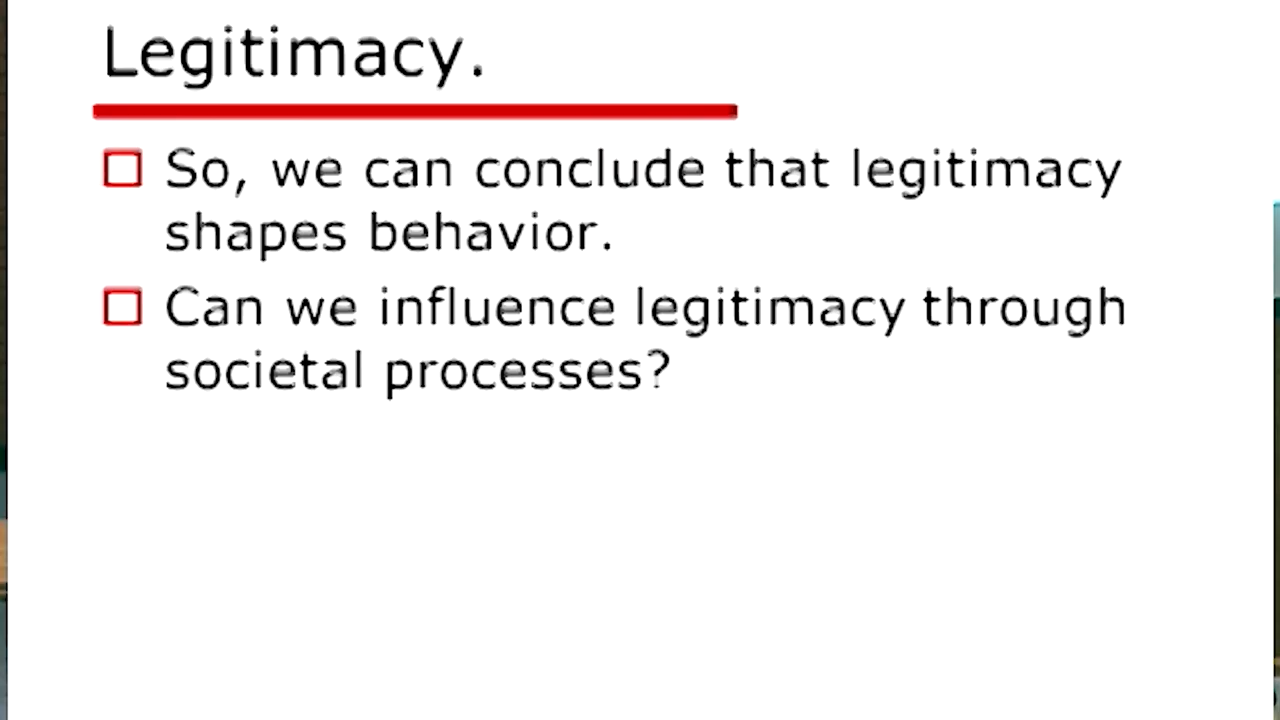 Legitimacy.
So, we can conclude that legitimacy
shapes behavior.
Can we influence legitimacy through
societal processes?